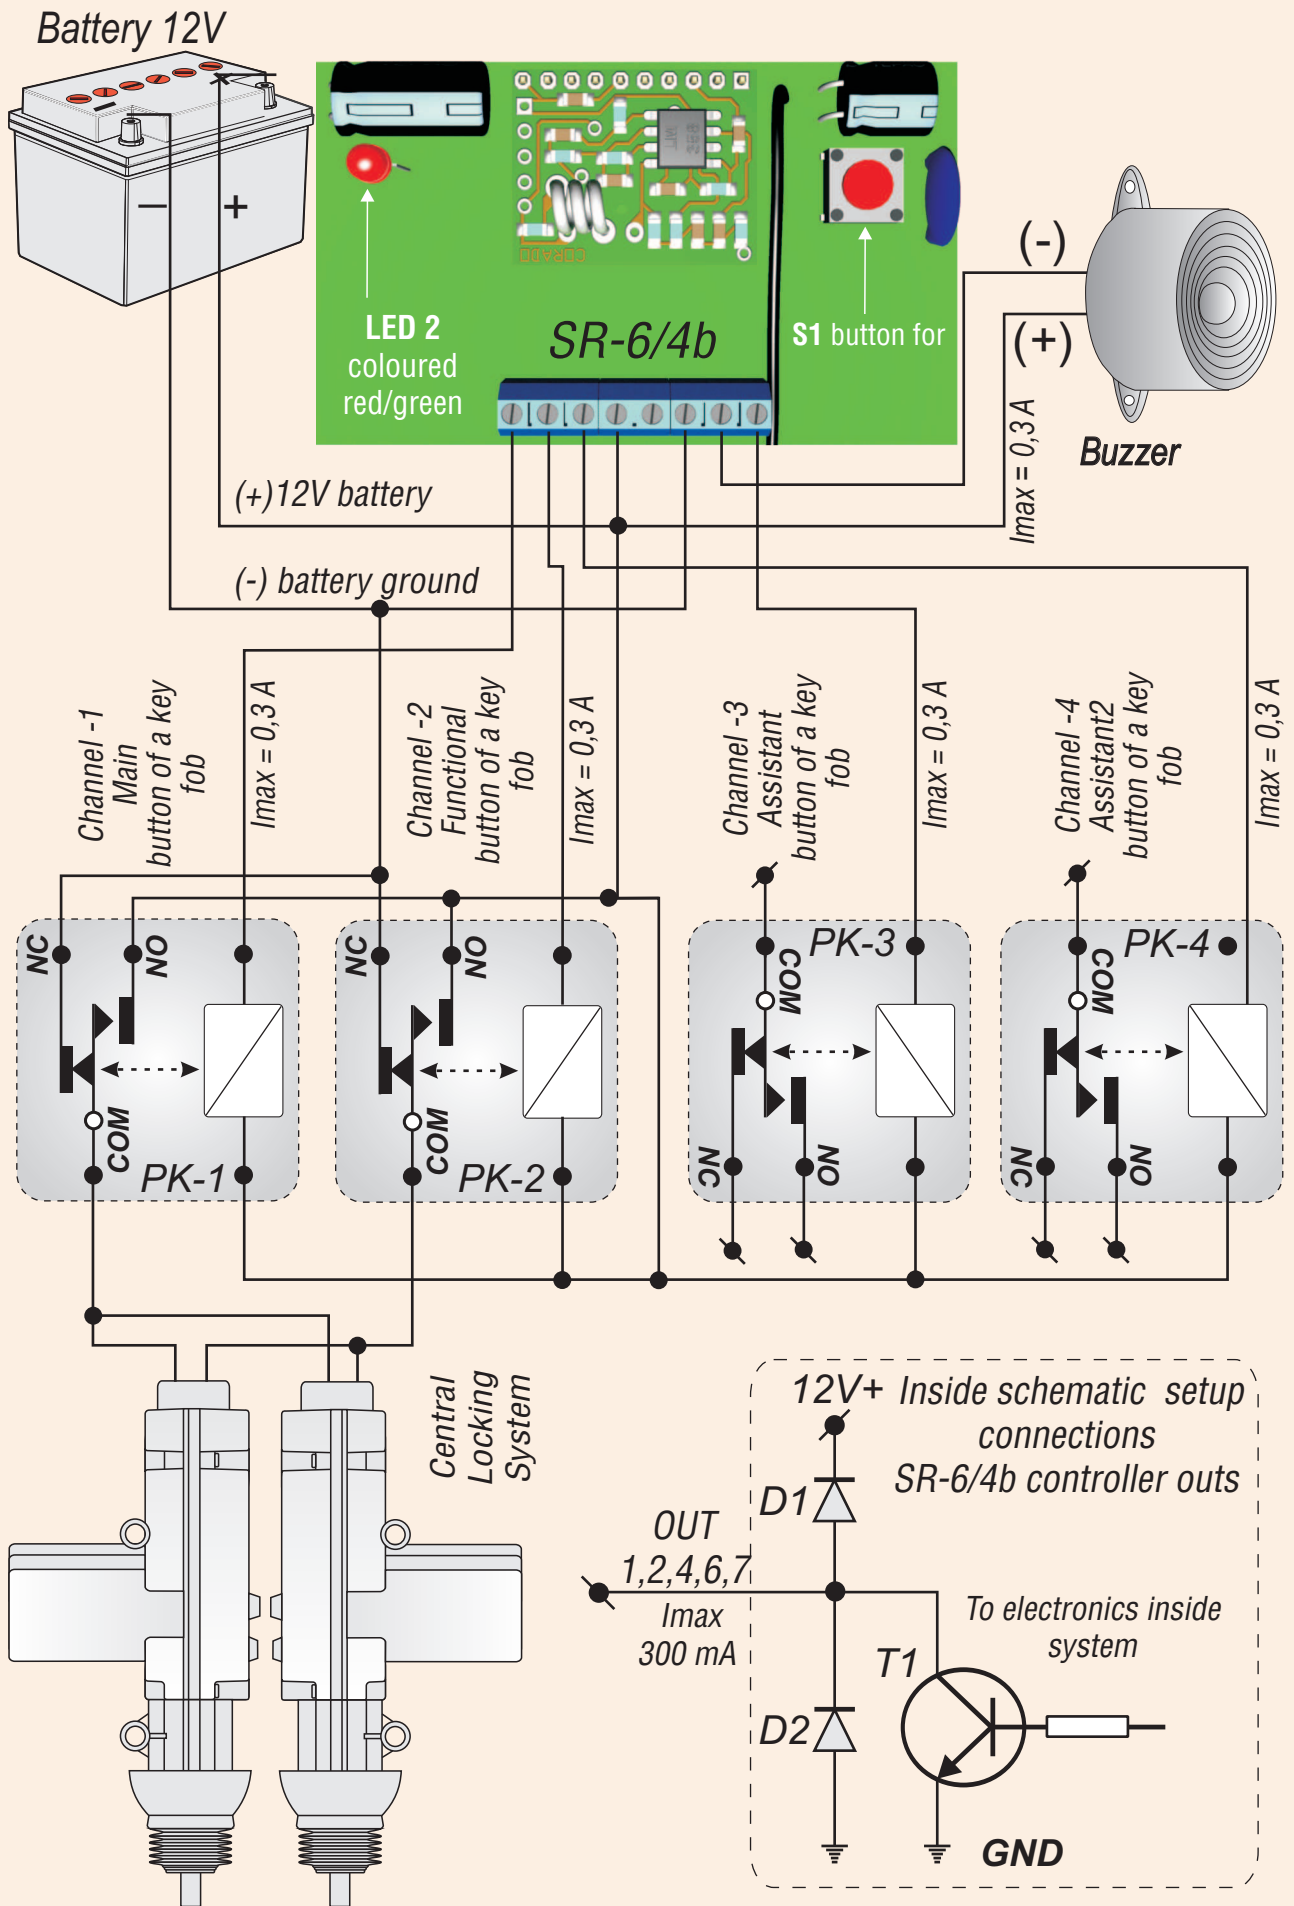 Battery 12V
LED 2
coloured
red/green
SR-6/4b
S1 button for
(-)
(+)
Buzzer
Imax = 0,3 A
(+)12V battery
(-) battery ground
Channel -1
Main
button of a key
fob
Imax = 0,3 A
Channel -2
Functional
button of a key
fob
Imax = 0,3 A
Channel -3
Assistant
button of a key
fob
Imax = 0,3 A
Channel -4
Assistant2
button of a key
fob
Imax = 0,3 A
NC
NO
COM
PK-1
NC
NO
COM
PK-2
PK-3
COM
NC
NO
PK-4
COM
NC
NO
Central
Locking
System
12V+ Inside schematic setup
connections
SR-6/4b controller outs
D1
OUT
1,2,4,6,7
Imax
300 mA
To electronics inside
system
T1
D2
GND